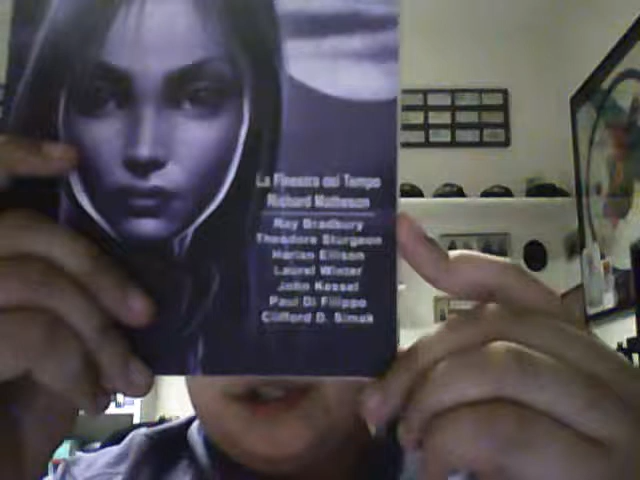 La Finestra del Tempo
Richard Matheson
Ray Bradbury
Theodore Sturgeon
Harlan Ellison
Laurel Winter
John Kessel
Paul Di Filippo
Clifford D. Simak